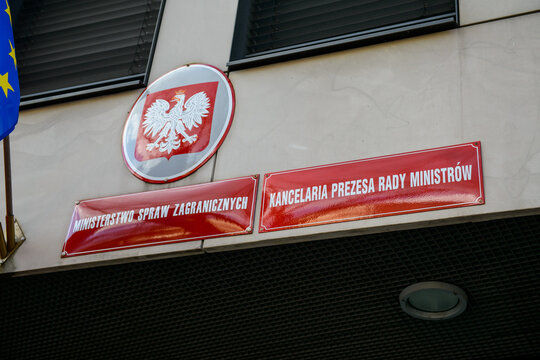 MINISTERSTWO SPRAW ZAGRANICZNYCH
KANCELARIA PREZESA RADY MINISTRÓW